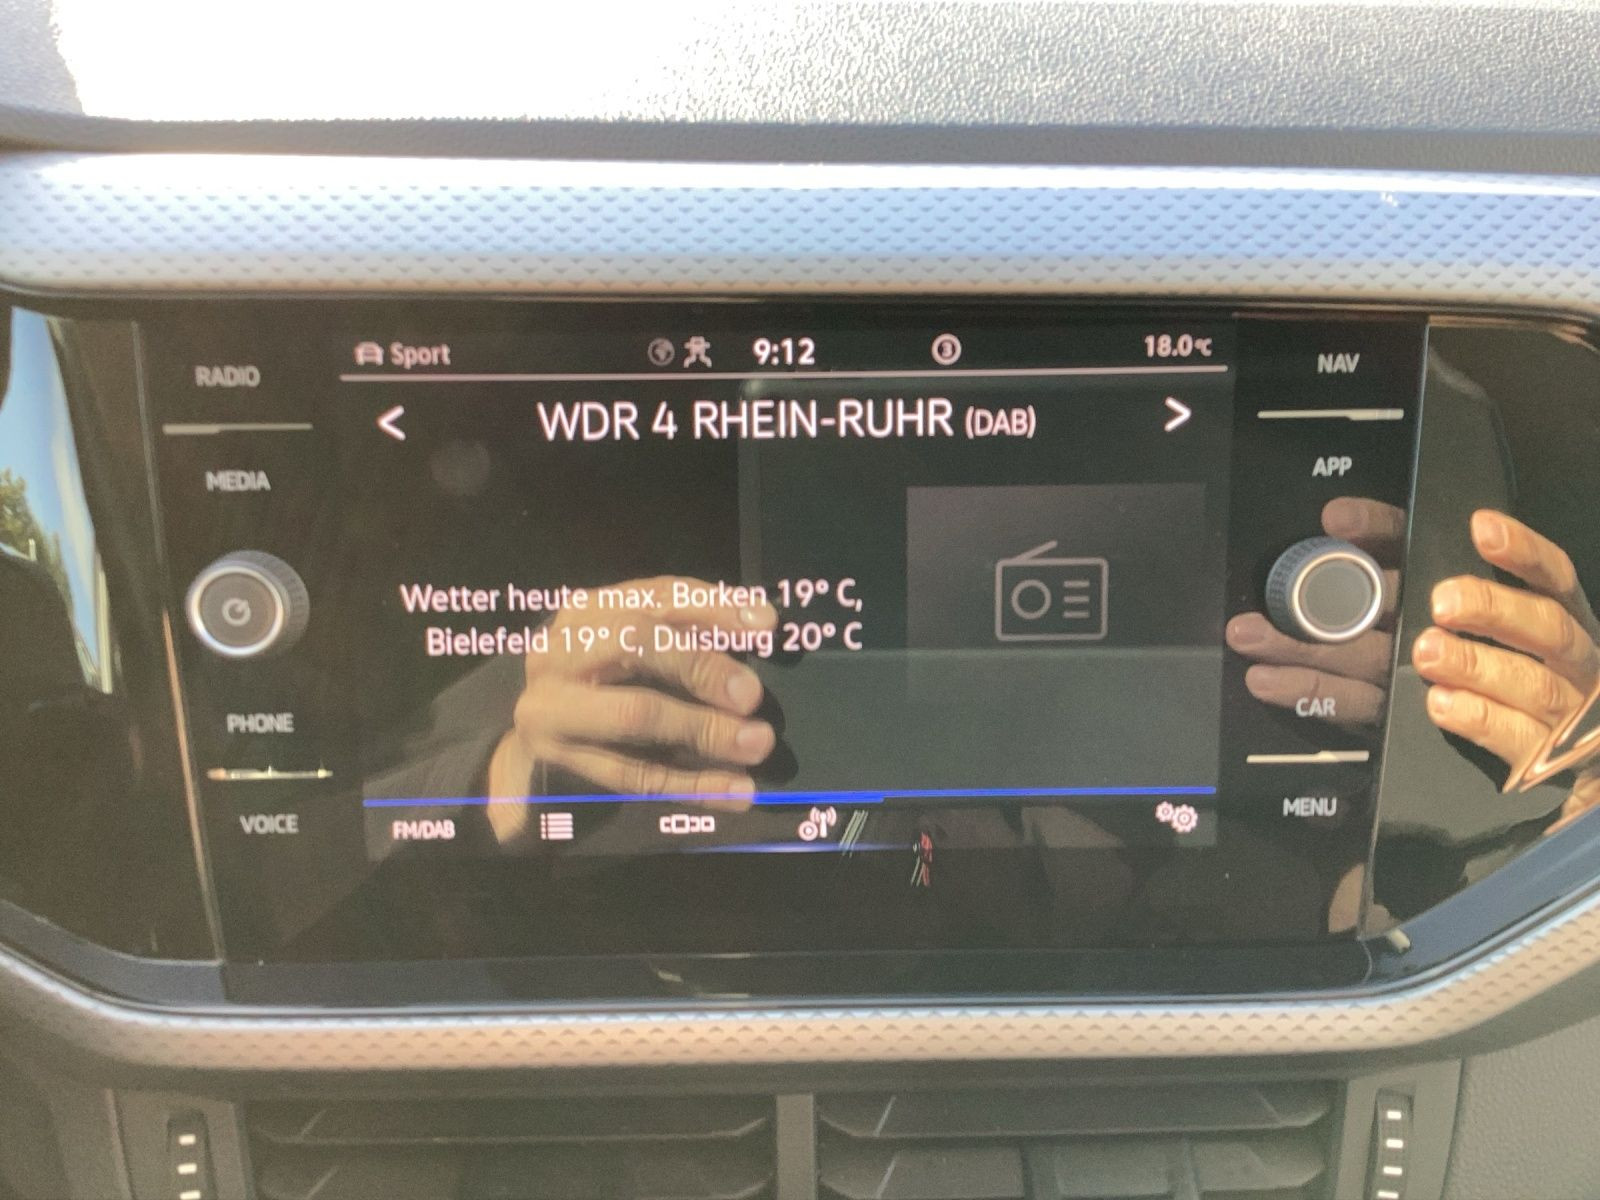 RADIO
MEDIA
PHONE
VOICE
Sport
9:12
3
18.0°C
< WDR 4 RHEIN-RUHR (DAB) >
Wetter heute max. Borken 19° C,
Bielefeld 19° C, Duisburg 20° C
FM/DAB
NAV
APP
CAR
MENU